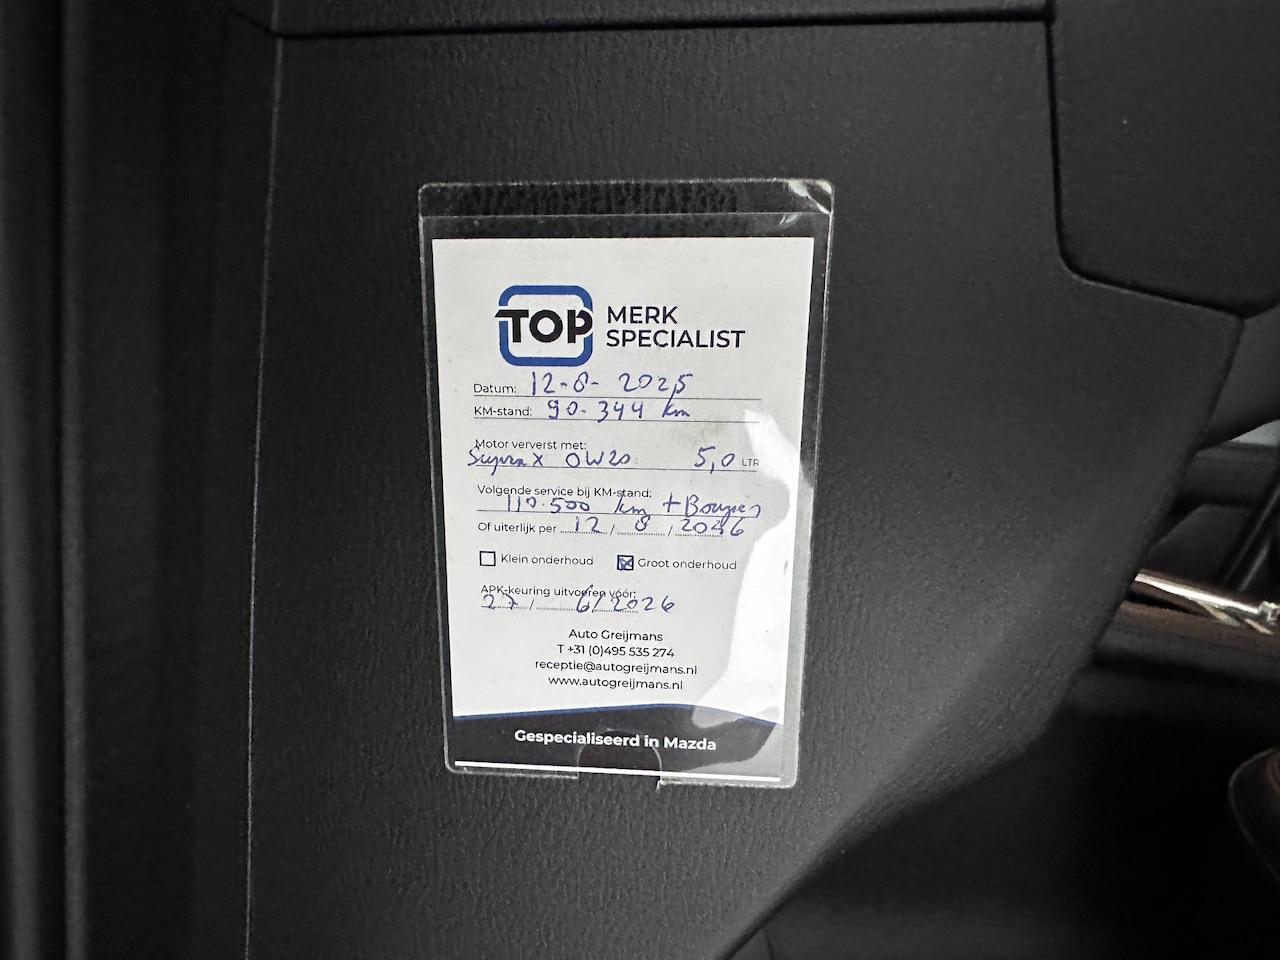 TOP MERK
SPECIALIST
Datum: 12-8-2025
KM-stand: 90.344 km
Motor ververst met:
Supra X 0W20 5,0 LTR
Volgende service bij KM-stand:
110.500 km + Bougies
Of uiterlijk per 12 / 8 / 2026
Klein onderhoud Groot onderhoud
APK-keuring uitvoeren vóór:
27 / 6 / 2026
Auto Greijmans
T +31 (0)495 535 274
receptie@autogreijmans.nl
www.autogreijmans.nl
Gespecialiseerd in Mazda